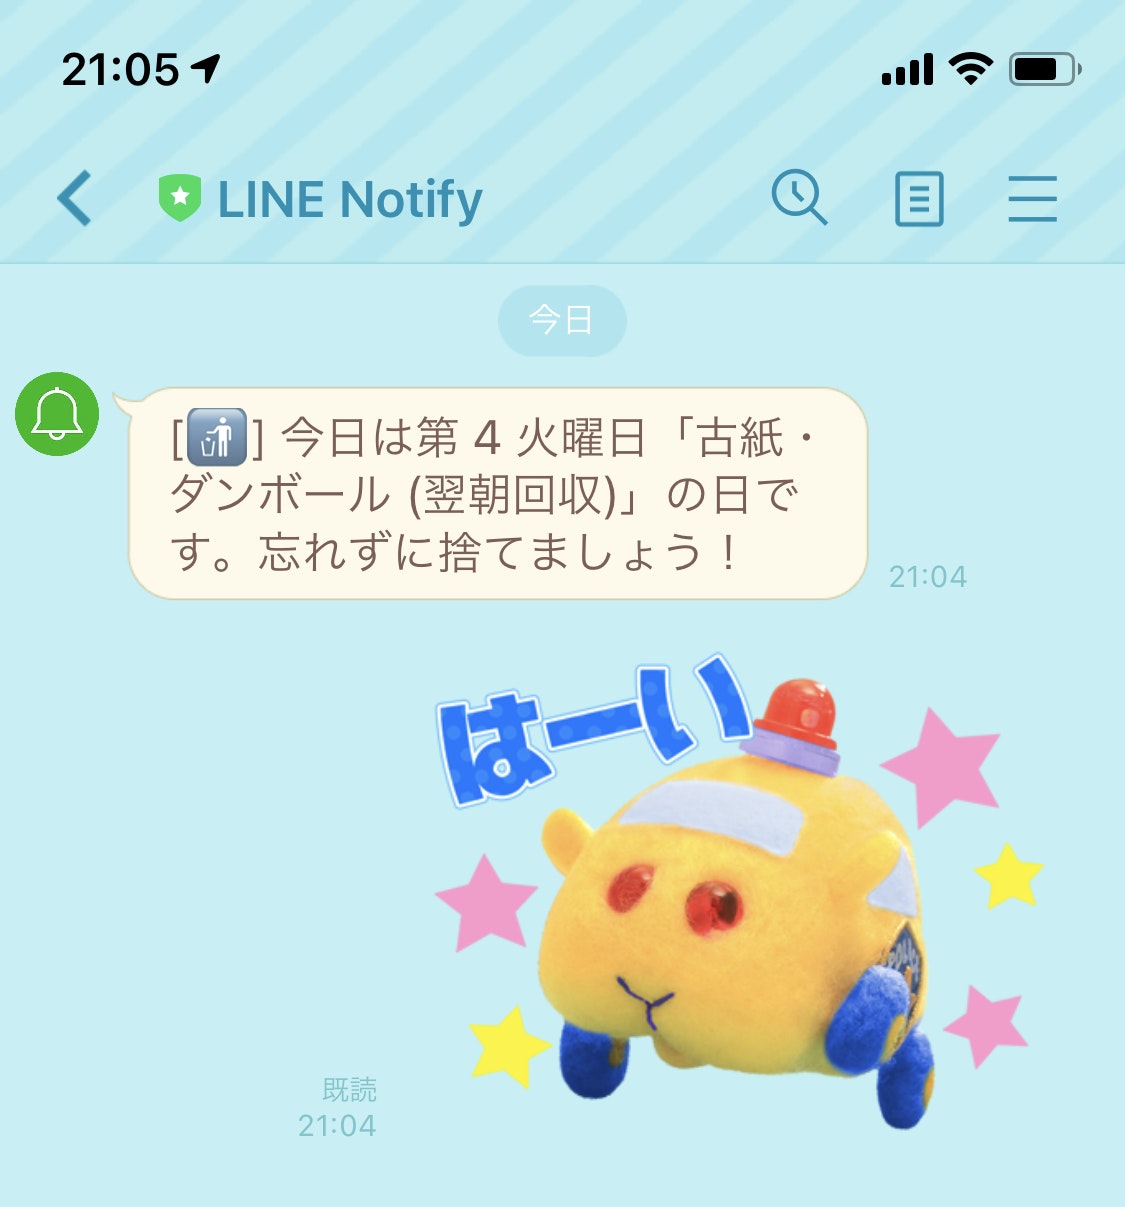 21:05
LINE Notify
今日
[🚮] 今日は第 4 火曜日「古紙・
ダンボール (翌朝回収)」の日で
す。忘れずに捨てましょう！
21:04
はーい
POLICE
既読
21:04